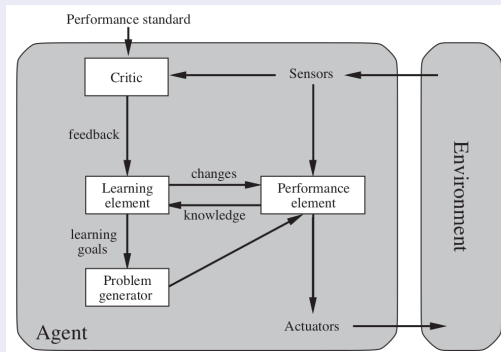 Performance standard
Critic
Sensors
feedback
changes
Learning
element
Performance
element
knowledge
learning
goals
Problem
generator
Agent
Actuators
Environment